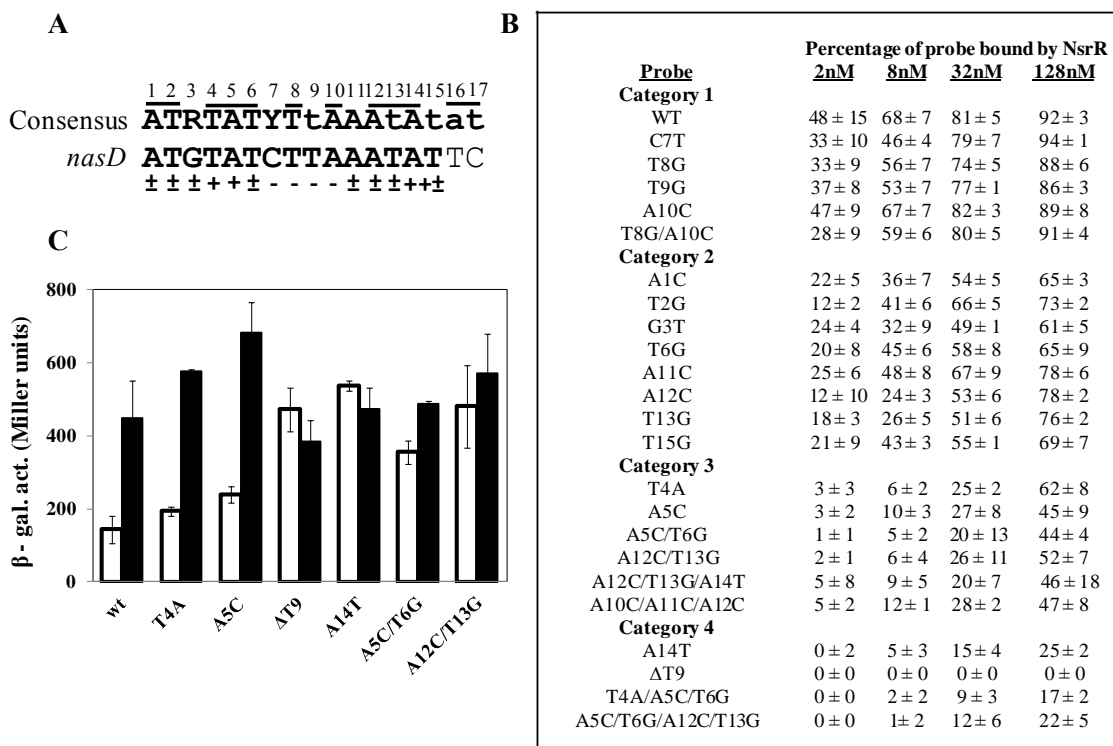 A
1 2 3 4 5 6 7 8 9 10 11 12 13 14 15 16 17
Consensus ATRTATYTtAAAtAtat
nasD ATGTATCTTAAATATTC
± ± ± + + ± - - - - ± ± ± + + ±
B
Percentage of probe bound by NsrR
Probe 2nM 8nM 32nM 128nM
Category 1
WT 48 ± 15 68 ± 7 81 ± 5 92 ± 3
C7T 33 ± 10 46 ± 4 79 ± 7 94 ± 1
T8G 33 ± 9 56 ± 7 74 ± 5 88 ± 6
T9G 37 ± 8 53 ± 7 77 ± 1 86 ± 3
A10C 47 ± 9 67 ± 7 82 ± 3 89 ± 8
T8G/A10C 28 ± 9 59 ± 6 80 ± 5 91 ± 4
Category 2
A1C 22 ± 5 36 ± 7 54 ± 5 65 ± 3
T2G 12 ± 2 41 ± 6 66 ± 5 73 ± 2
G3T 24 ± 4 32 ± 9 49 ± 1 61 ± 5
T6G 20 ± 8 45 ± 6 58 ± 8 65 ± 9
A11C 25 ± 6 48 ± 8 67 ± 9 78 ± 6
A12C 12 ± 10 24 ± 3 53 ± 6 78 ± 2
T13G 18 ± 3 26 ± 5 51 ± 6 76 ± 2
T15G 21 ± 9 43 ± 3 55 ± 1 69 ± 7
Category 3
T4A 3 ± 3 6 ± 2 25 ± 2 62 ± 8
A5C 3 ± 2 10 ± 3 27 ± 8 45 ± 9
A5C/T6G 1 ± 1 5 ± 2 20 ± 13 44 ± 4
A12C/T13G 2 ± 1 6 ± 4 26 ± 11 52 ± 7
A12C/T13G/A14T 5 ± 8 9 ± 5 20 ± 7 46 ± 18
A10C/A11C/A12C 5 ± 2 12 ± 1 28 ± 2 47 ± 8
Category 4
A14T 0 ± 2 5 ± 3 15 ± 4 25 ± 2
ΔT9 0 ± 0 0 ± 0 0 ± 0 0 ± 0
T4A/A5C/T6G 0 ± 0 2 ± 2 9 ± 3 17 ± 2
A5C/T6G/A12C/T13G 0 ± 0 1 ± 2 12 ± 6 22 ± 5
C
β - gal. act. (Miller units)
800
600
400
200
0
wt T4A A5C ΔT9 A14T A5C/T6G A12C/T13G